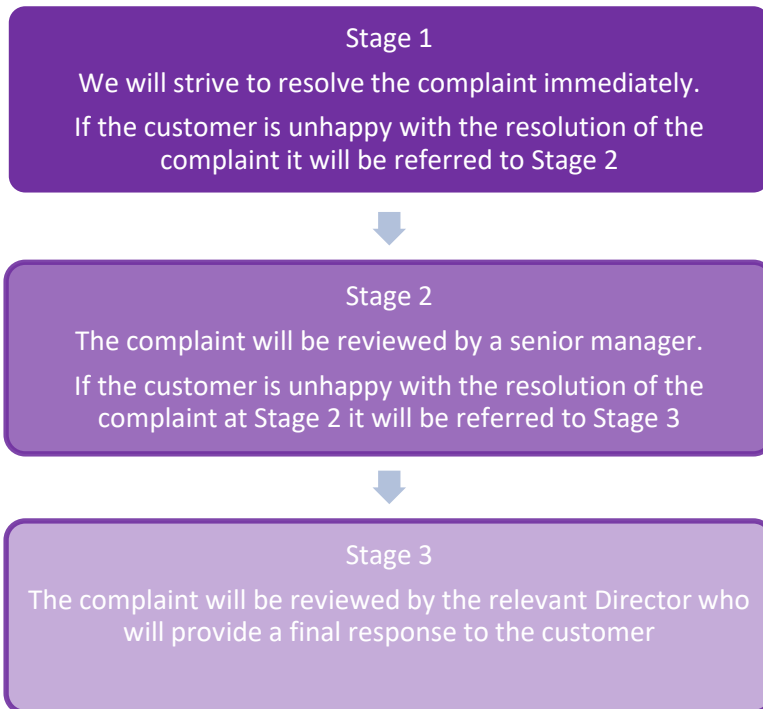 Stage 1
We will strive to resolve the complaint immediately.
If the customer is unhappy with the resolution of the
complaint it will be referred to Stage 2
Stage 2
The complaint will be reviewed by a senior manager.
If the customer is unhappy with the resolution of the
complaint at Stage 2 it will be referred to Stage 3
Stage 3
The complaint will be reviewed by the relevant Director who
will provide a final response to the customer